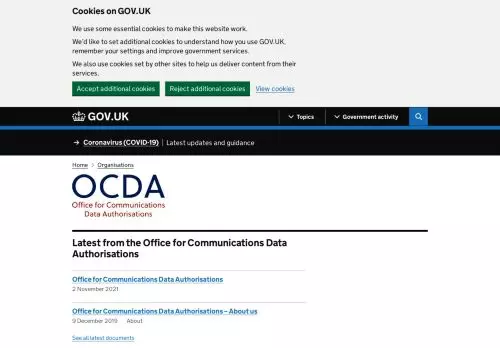 Cookies on GOV.UK
We use some essential cookies to make this website work.
We'd like to set additional cookies to understand how you use GOV.UK,
remember your settings and improve government services.
We also use cookies set by other sites to help us deliver content from their
services.
Accept additional cookies Reject additional cookies View cookies
GOV.UK Topics Government activity
→ Coronavirus (COVID-19) Latest updates and guidance
Home > Organisations
OCDA
Office for Communications
Data Authorisations
Latest from the Office for Communications Data
Authorisations
Office for Communications Data Authorisations
2 November 2021
Office for Communications Data Authorisations – About us
9 December 2019 About
See all latest documents